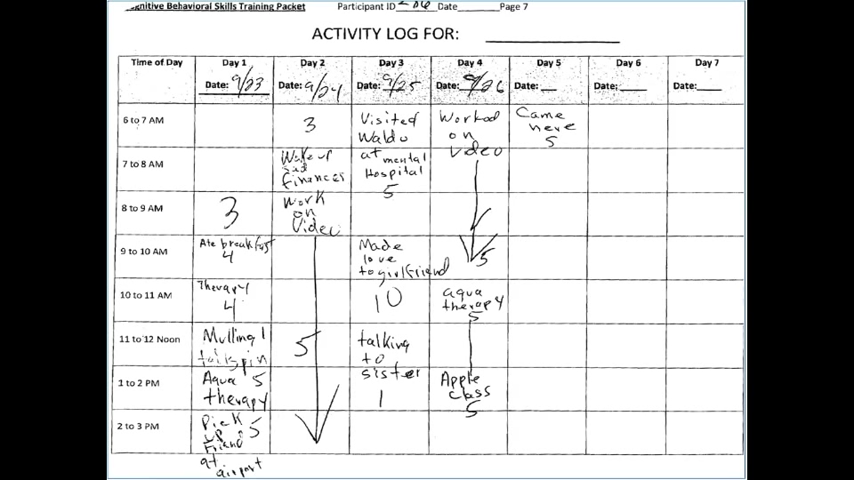 Cognitive Behavioral Skills Training Packet Participant ID Date Page 7
ACTIVITY LOG FOR:
Time of Day Day 1 Day 2 Day 3 Day 4 Day 5 Day 6 Day 7
Date: 9/23 Date: 9/24 Date: 9/25 Date: 9/26 Date: Date: Date:
6 to 7 AM
3
Visited
Waldo
Worked
on
Video
Came
here
5
7 to 8 AM
Woke up
finances
at mental
Hospital
5
8 to 9 AM
3
Work
on
Video
9 to 10 AM
Ate breakfast
4
Made
love
to girlfriend
5
10 to 11 AM
Therapy
4
10
aqua
therapy
5
11 to 12 Noon
Mulling
tailspin
5
talking
to
sister
1 to 2 PM
Aqua 5
therapy
1
Apple
class
5
2 to 3 PM
Pick
up 5
Friend
at
airport